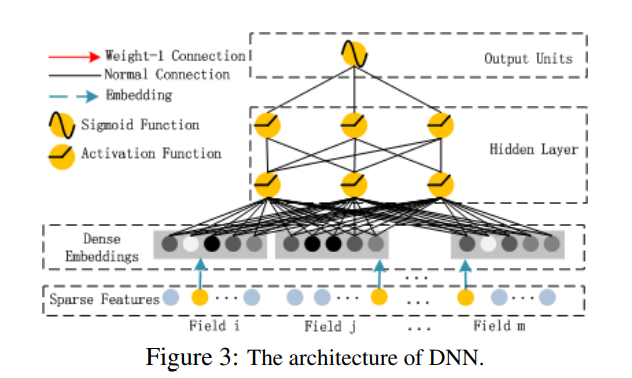 Weight-1 Connection
Normal Connection
Embedding
Sigmoid Function
Activation Function
Output Units
Hidden Layer
Dense
Embeddings
...
Sparse Features
...
...
...
...
Field i
Field j
...
Field m
Figure 3: The architecture of DNN.